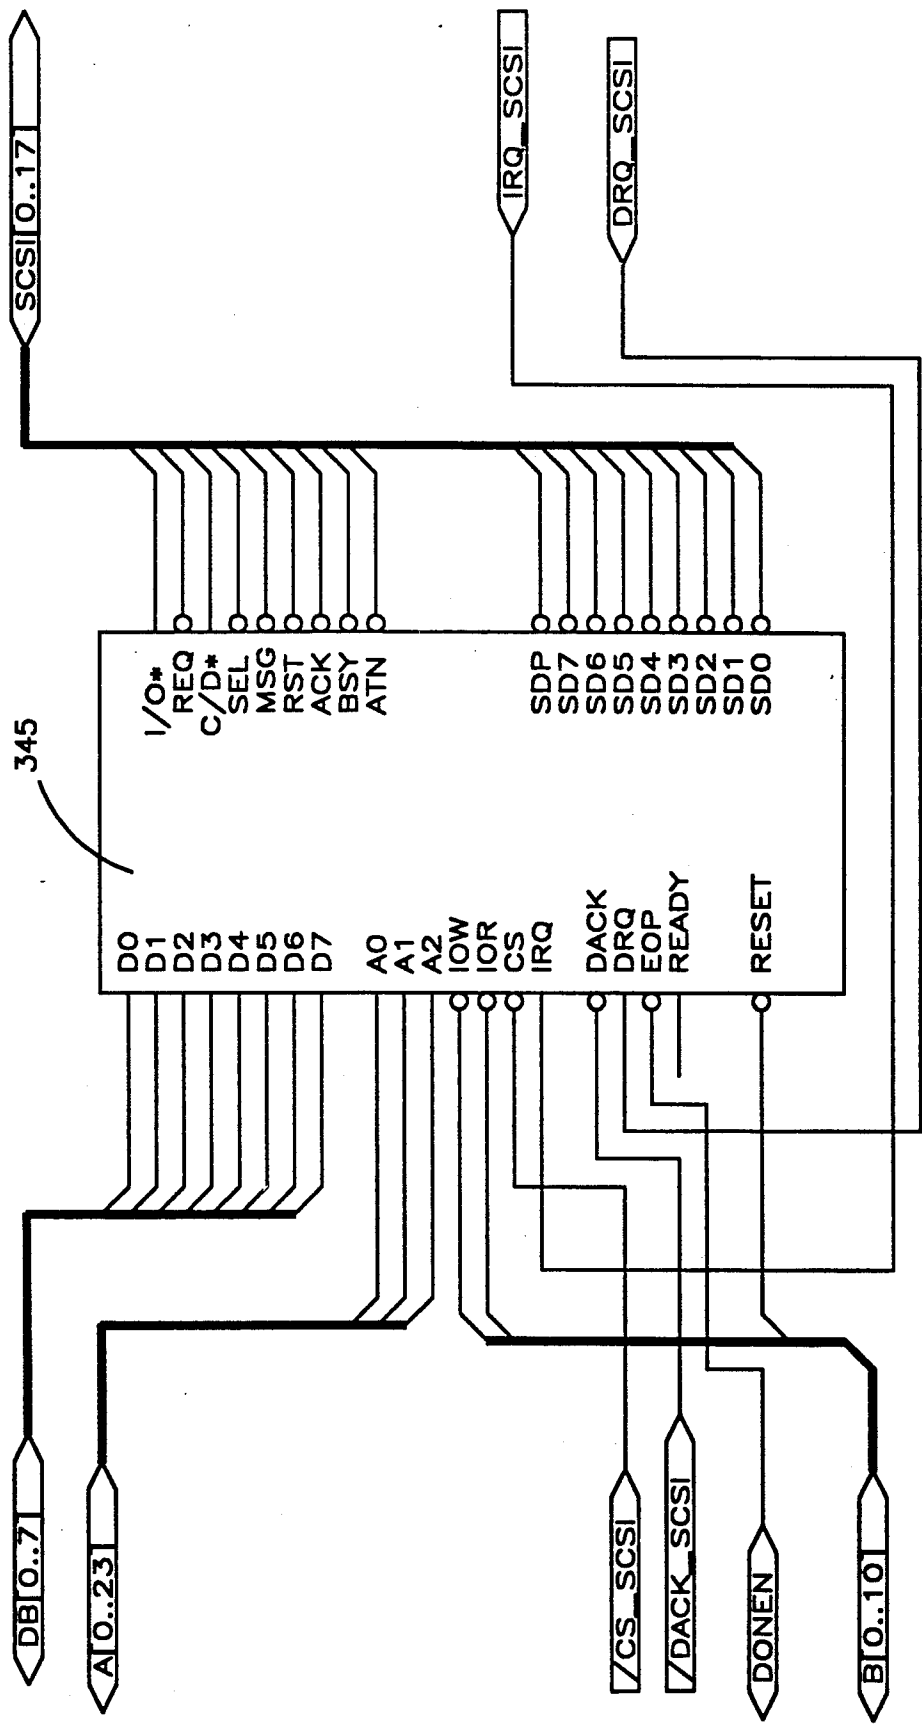 DB[0..7]
A[0..23]
/CS_SCSI
/DACK_SCSI
DONEN
B[0..10]
345
D0
D1
D2
D3
D4
D5
D6
D7
A0
A1
A2
IOW
IOR
CS
IRQ
DACK
DRQ
EOP
READY
RESET
I/O*
REQ
C/D*
SEL
MSG
RST
ACK
BSY
ATN
SDP
SD7
SD6
SD5
SD4
SD3
SD2
SD1
SD0
SCSI[0..17]
IRQ_SCSI
DRQ_SCSI